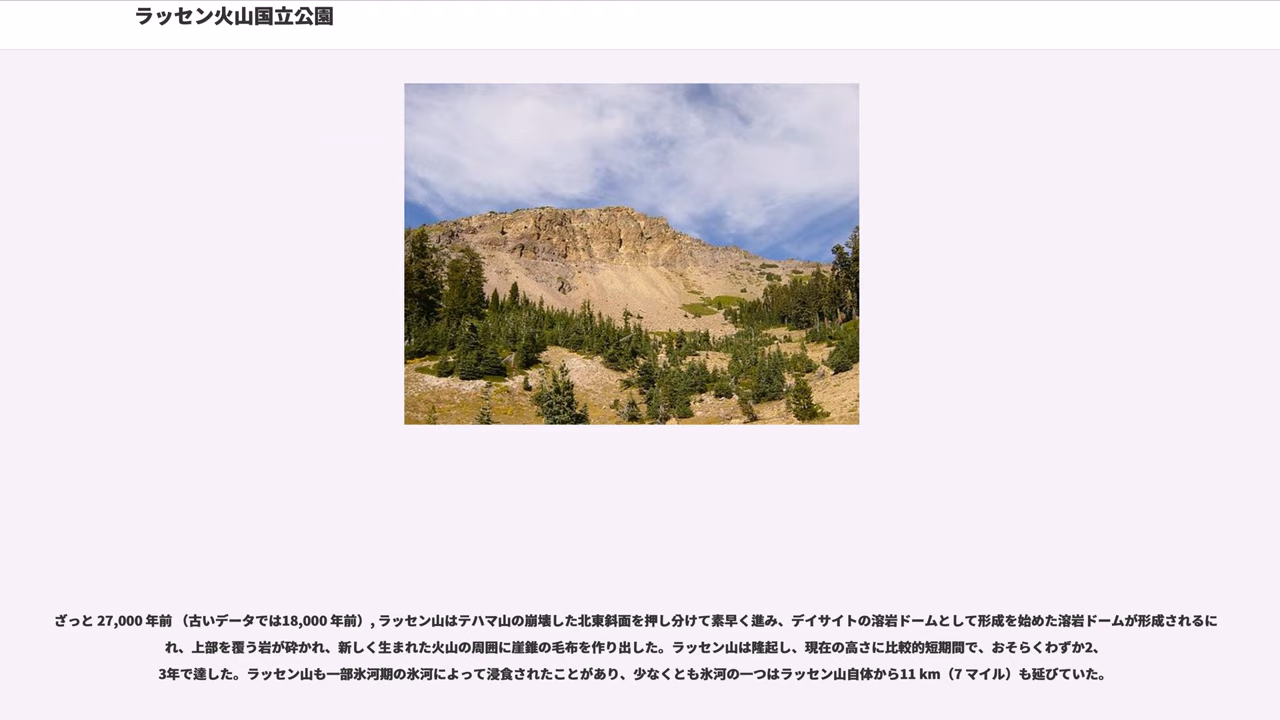 ラッセン火山国立公園
ざっと 27,000 年前 （古いデータでは18,000 年前）, ラッセン山はテハマ山の崩壊した北東斜面を押し分けて素早く進み、デイサイトの溶岩ドームとして形成を始めた溶岩ドームが形成されるに
れ、上部を覆う岩が砕かれ、新しく生まれた火山の周囲に崖錐の毛布を作り出した。ラッセン山は隆起し、現在の高さに比較的短期間で、おそらくわずか2、
3年で達した。ラッセン山も一部氷河期の氷河によって浸食されたことがあり、少なくとも氷河の一つはラッセン山自体から11 km（7 マイル）も延びていた。